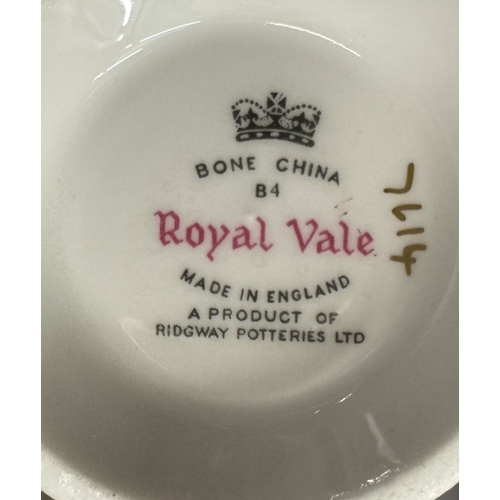 BONE CHINA
B4
Royal Vale
MADE IN ENGLAND
A PRODUCT OF
RIDGWAY POTTERIES LTD